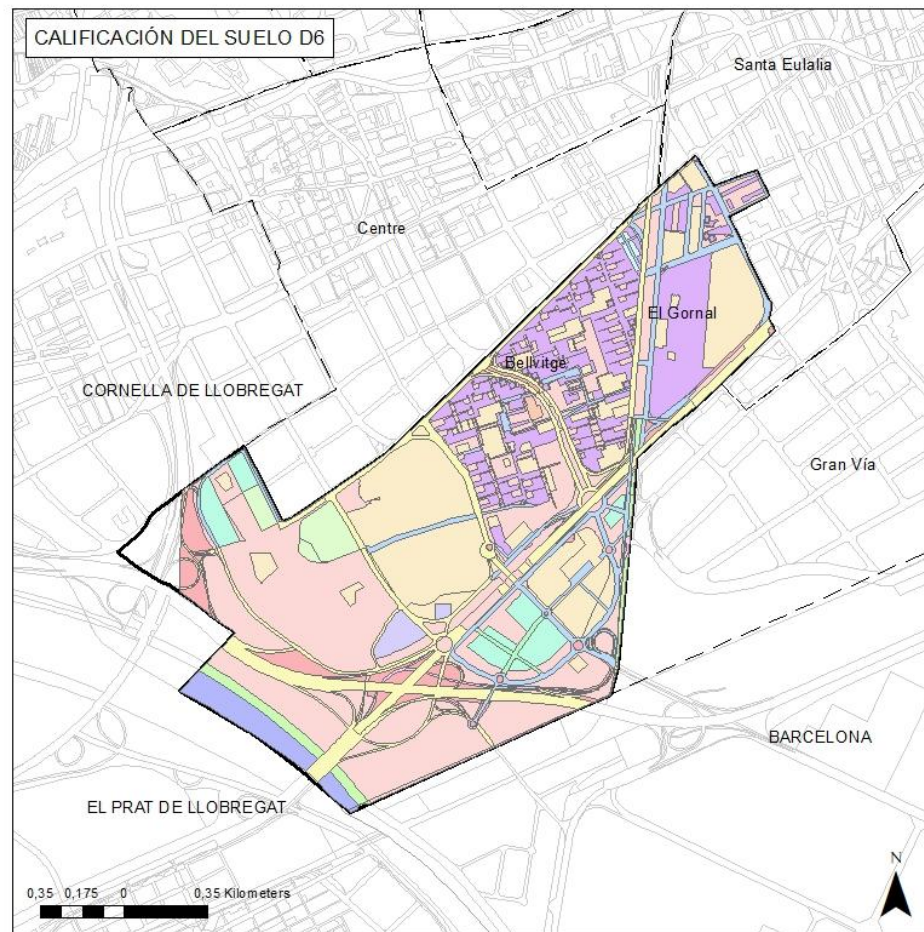 CALIFICACIÓN DEL SUELO D6
Santa Eulalia
Centre
El Gornal
Bellvitge
CORNELLA DE LLOBREGAT
Gran Vía
BARCELONA
EL PRAT DE LLOBREGAT
N
0,35 0,175 0 0,35 Kilometers